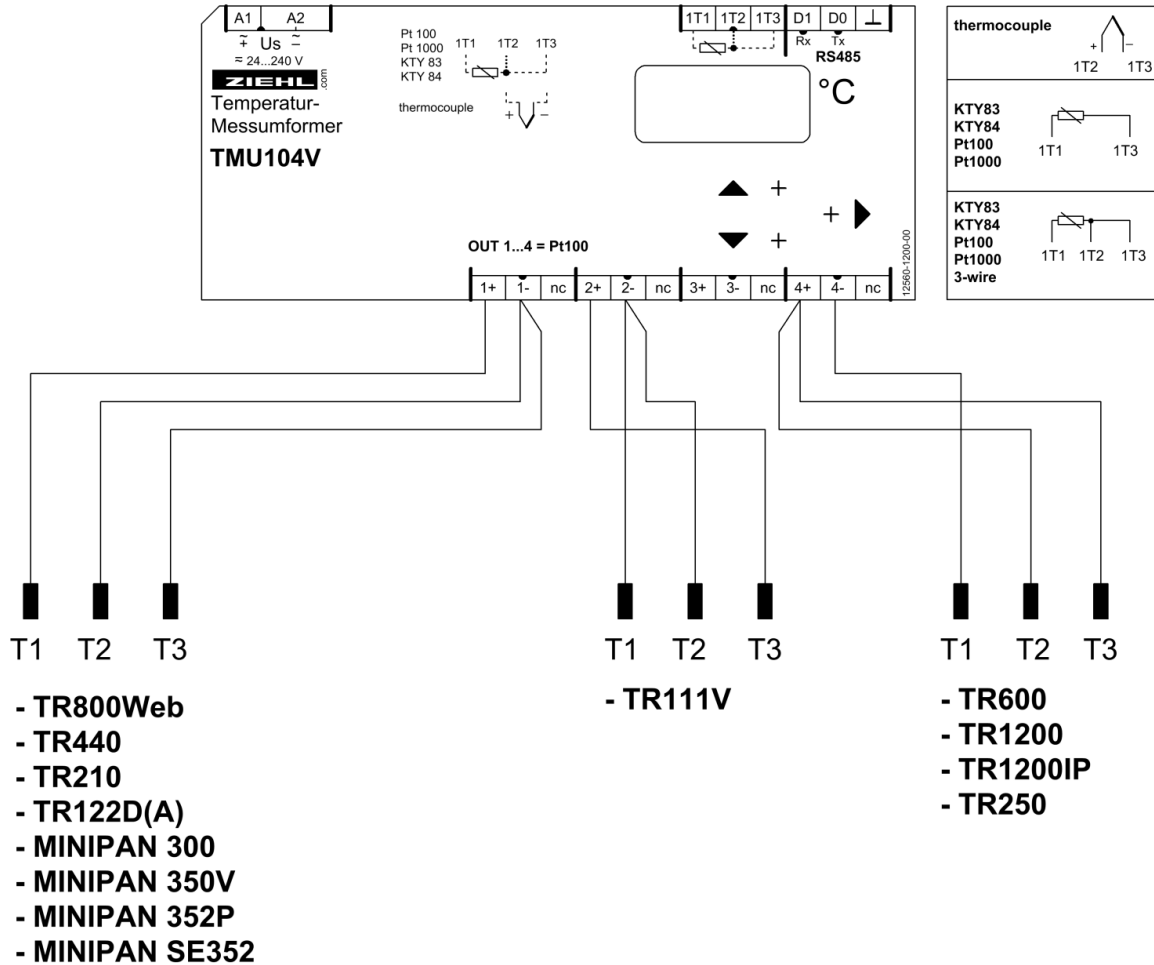 A1 A2
+ Us −
≂ 24...240 V
ZIEHL.com
Temperatur-
Messumformer
TMU104V
Pt 100
Pt 1000
KTY 83
KTY 84
1T1 1T2 1T3
thermocouple
+ −
1T1 1T2 1T3 D1 D0 ⊥
Rx Tx
RS485
°C
+
+
+
OUT 1...4 = Pt100
12560-1200-00
1+ 1- nc 2+ 2- nc 3+ 3- nc 4+ 4- nc
thermocouple
+ −
1T2 1T3
KTY83
KTY84
Pt100
Pt1000
1T1 1T3
KTY83
KTY84
Pt100
Pt1000
3-wire
1T1 1T2 1T3
T1 T2 T3
- TR800Web
- TR440
- TR210
- TR122D(A)
- MINIPAN 300
- MINIPAN 350V
- MINIPAN 352P
- MINIPAN SE352
T1 T2 T3
- TR111V
T1 T2 T3
- TR600
- TR1200
- TR1200IP
- TR250